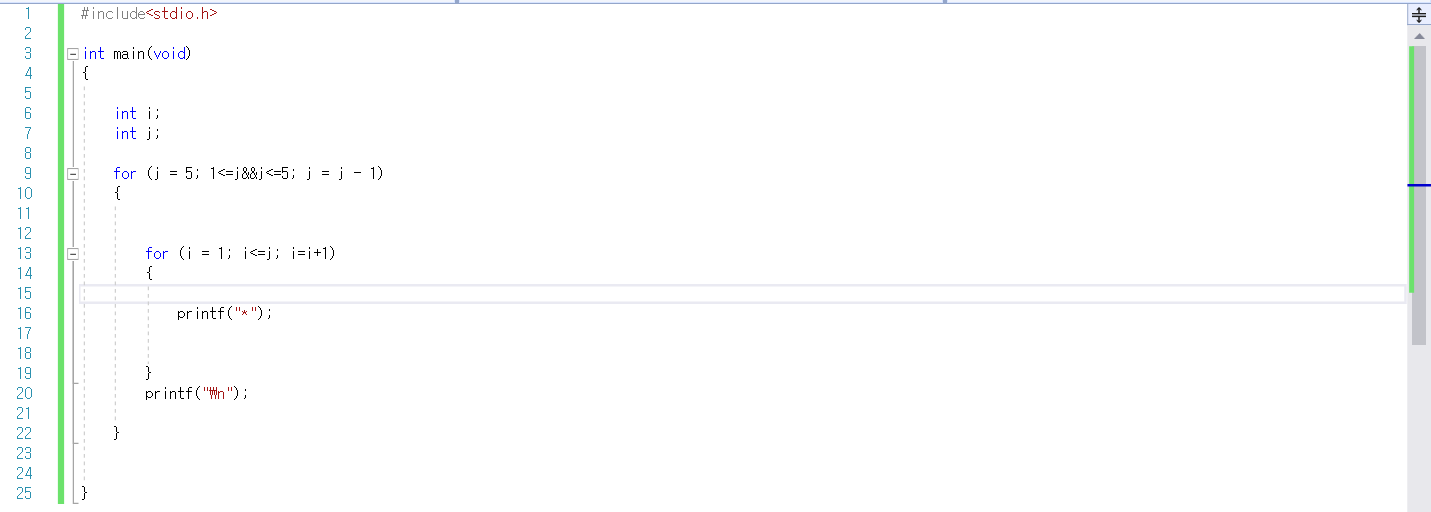 1 #include<stdio.h>
2
3 int main(void)
4 {
5
6 int i;
7 int j;
8
9 for (j = 5; 1<=j&&j<=5; j = j - 1)
10 {
11
12
13 for (i = 1; i<=j; i=i+1)
14 {
15
16 printf("*");
17
18
19 }
20 printf("₩n");
21
22 }
23
24
25 }